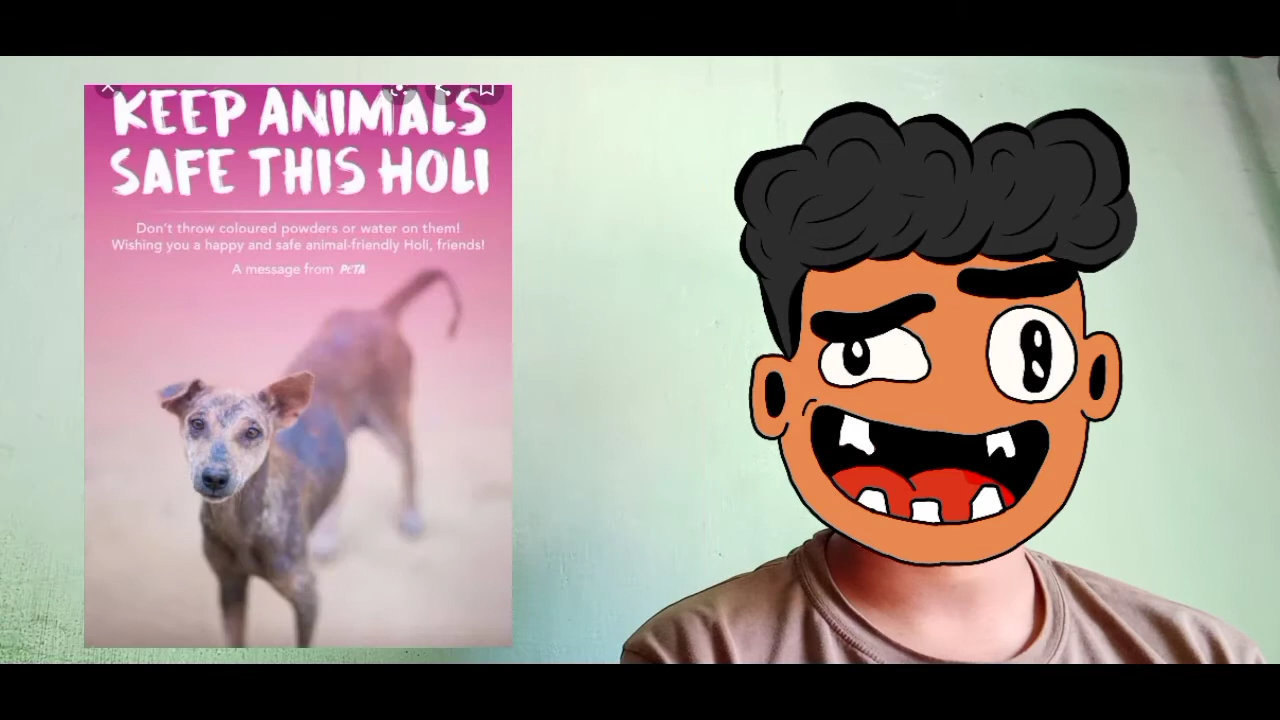 KEEP ANIMALS
SAFE THIS HOLI
Don't throw coloured powders or water on them!
Wishing you a happy and safe animal-friendly Holi, friends!
A message from PETA